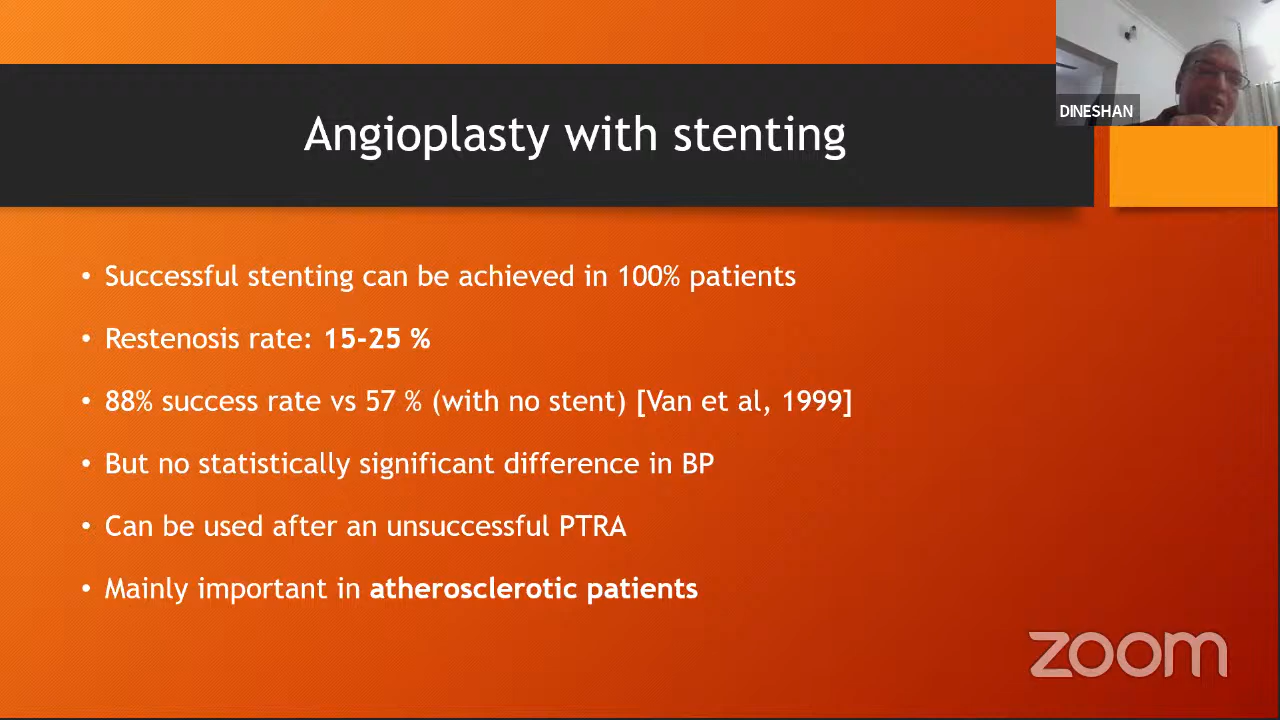 DINESHAN
Angioplasty with stenting
• Successful stenting can be achieved in 100% patients
• Restenosis rate: 15-25 %
• 88% success rate vs 57 % (with no stent) [Van et al, 1999]
• But no statistically significant difference in BP
• Can be used after an unsuccessful PTRA
• Mainly important in atherosclerotic patients
zoom